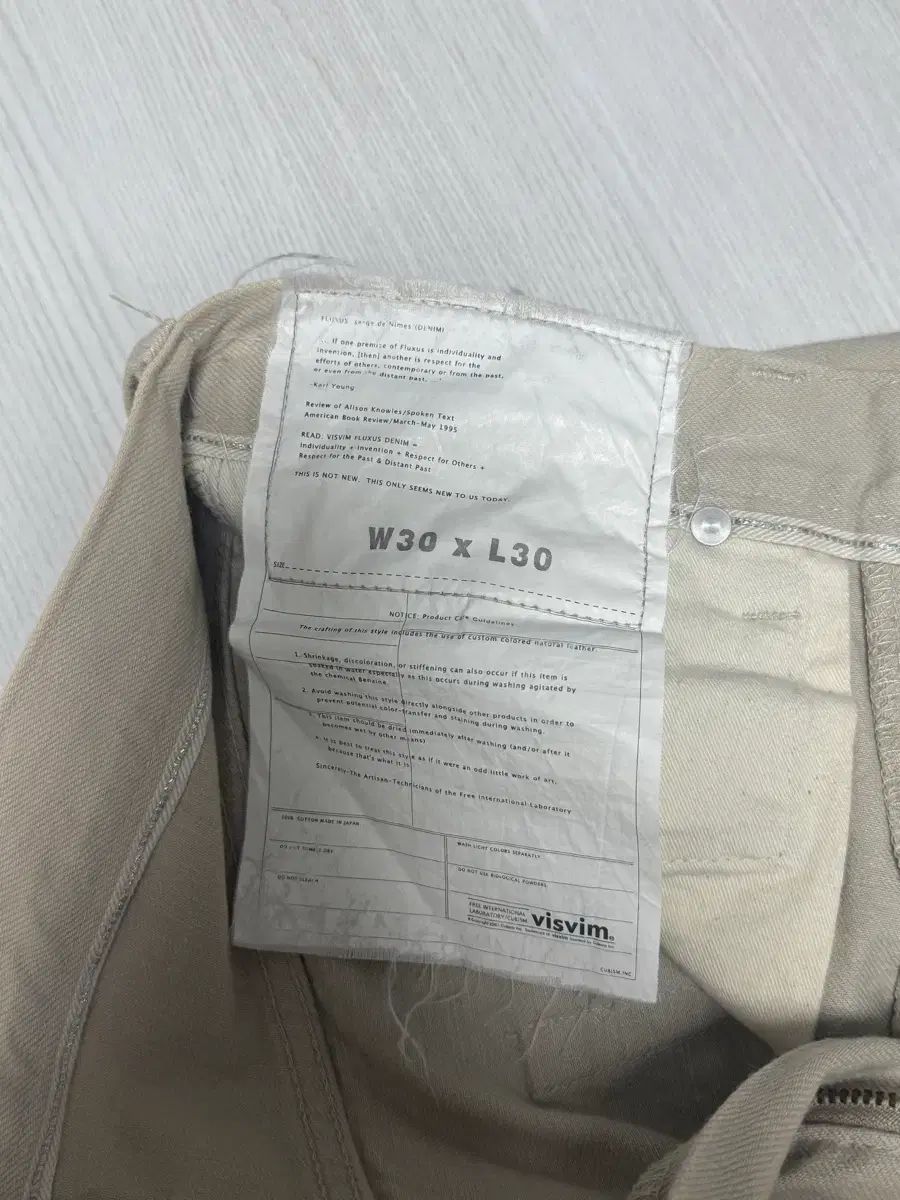 FLUXUS serge de Nimes (DENIM)
... If one premise of Fluxus is individuality and
invention, [then] another is respect for the
efforts of others, contemporary or from the past,
or even from the distant past, ..."
-Karl Young
Review of Alison Knowles/Spoken Text
American Book Review/March-May 1995
READ: VISVIM FLUXUS DENIM =
Individuality + Invention + Respect for Others +
Respect for the Past & Distant Past
THIS IS NOT NEW. THIS ONLY SEEMS NEW TO US TODAY.
W30 x L30
SIZE
NOTICE: Product Guidelines
The crafting of this style includes the use of custom colored natural leather.
1. Shrinkage, discoloration, or stiffening can also occur if this item is
soaked in water especially as this occurs during washing agitated by
the chemical Benzine.
2. Avoid washing this style directly alongside other products in order to
prevent potential color-transfer and staining during washing.
3. This item should be dried immediately after washing (and/or after it
becomes wet by other means)
4. It is best to treat this style as if it were an odd little work of art,
because that's what it is
Sincerely-The Artisan-Technicians of the Free International Laboratory
100% COTTON MADE IN JAPAN
DO NOT TUMBLE DRY
DO NOT BLEACH
WASH LIGHT COLORS SEPARATELY
DO NOT USE BIOLOGICAL POWDERS
FREE INTERNATIONAL
LABORATORY/CUBISM
visvim®
CUBISM, INC